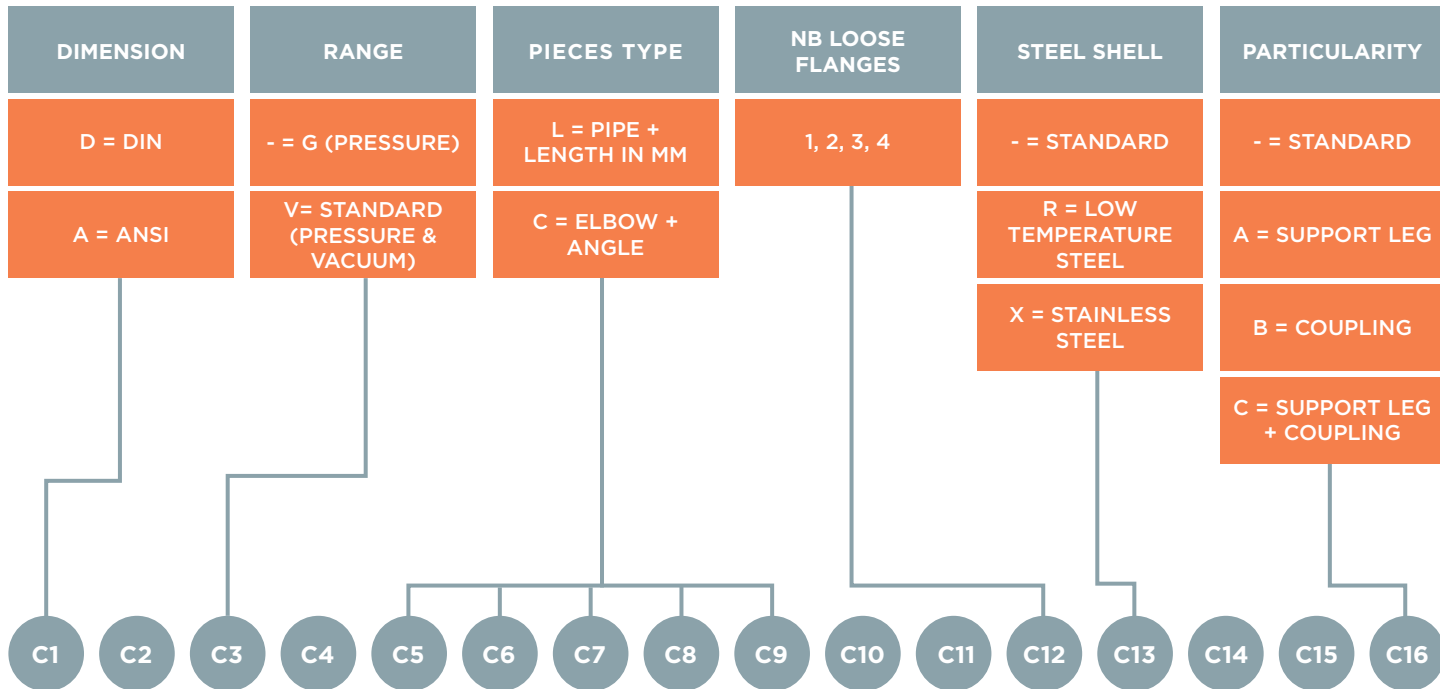 DIMENSION
D = DIN
A = ANSI
RANGE
- = G (PRESSURE)
V= STANDARD
(PRESSURE &
VACUUM)
PIECES TYPE
L = PIPE +
LENGTH IN MM
C = ELBOW +
ANGLE
NB LOOSE
FLANGES
1, 2, 3, 4
STEEL SHELL
- = STANDARD
R = LOW
TEMPERATURE
STEEL
X = STAINLESS
STEEL
PARTICULARITY
- = STANDARD
A = SUPPORT LEG
B = COUPLING
C = SUPPORT LEG
+ COUPLING
C1 C2 C3 C4 C5 C6 C7 C8 C9 C10 C11 C12 C13 C14 C15 C16